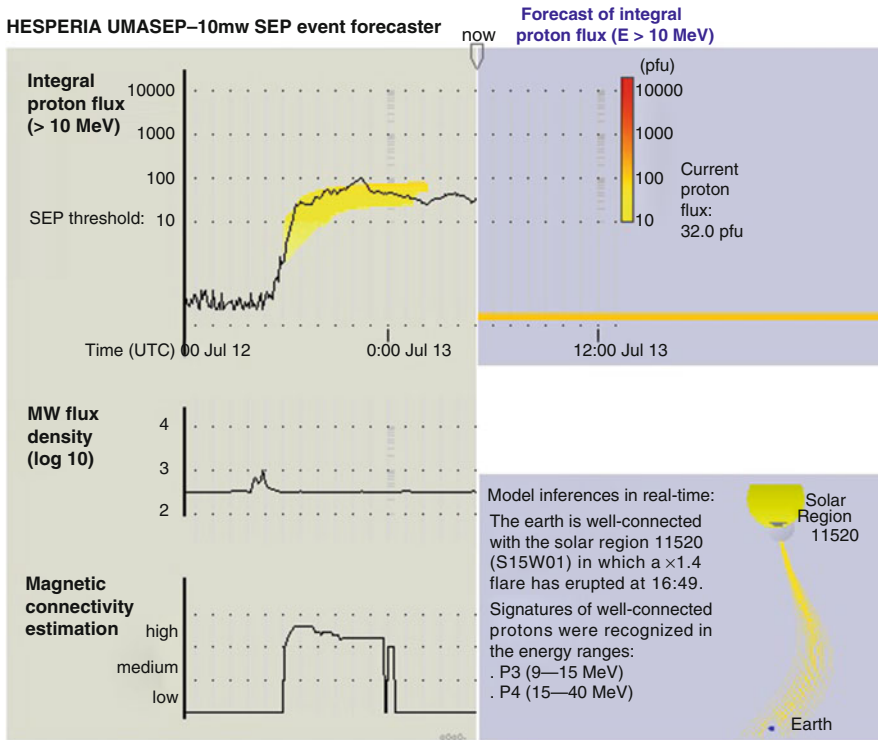 HESPERIA UMASEP–10mw SEP event forecaster
now
Forecast of integral
proton flux (E > 10 MeV)
Integral
proton flux
(> 10 MeV)
10000
1000
100
SEP threshold: 10
(pfu)
10000
1000
100
10
Current
proton
flux:
32.0 pfu
Time (UTC) 00 Jul 12
0:00 Jul 13
12:00 Jul 13
MW flux
density
(log 10)
4
3
2
Magnetic
connectivity
estimation
high
medium
low
Model inferences in real-time:
The earth is well-connected
with the solar region 11520
(S15W01) in which a ×1.4
flare has erupted at 16:49.
Signatures of well-connected
protons were recognized in
the energy ranges:
. P3 (9—15 MeV)
. P4 (15—40 MeV)
Solar
Region
11520
Earth